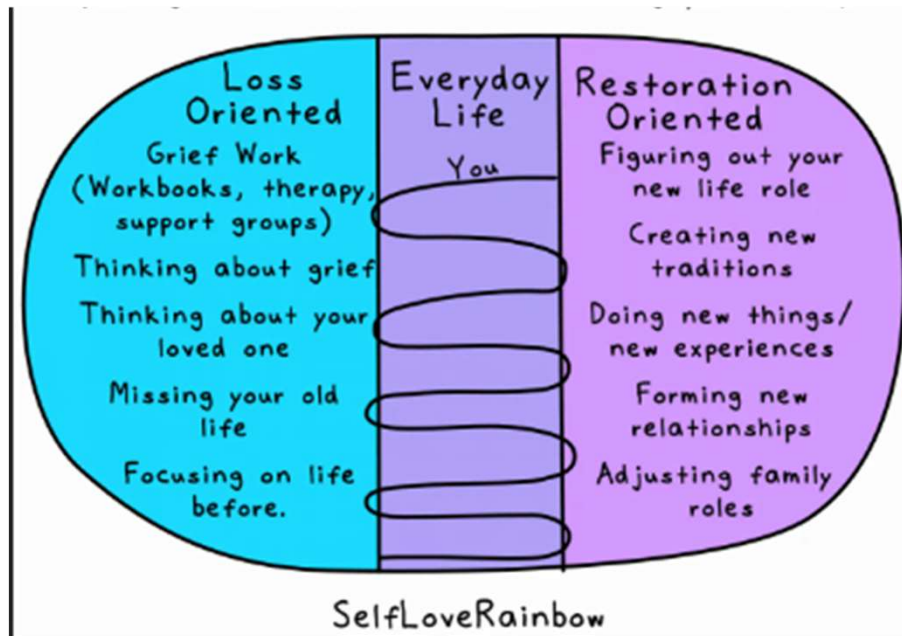 Loss
Oriented
Grief Work
(Workbooks, therapy,
support groups)
Thinking about grief
Thinking about your
loved one
Missing your old
life
Focusing on life
before.
Everyday
Life
You
Restoration
Oriented
Figuring out your
new life role
Creating new
traditions
Doing new things/
new experiences
Forming new
relationships
Adjusting family
roles
SelfLoveRainbow